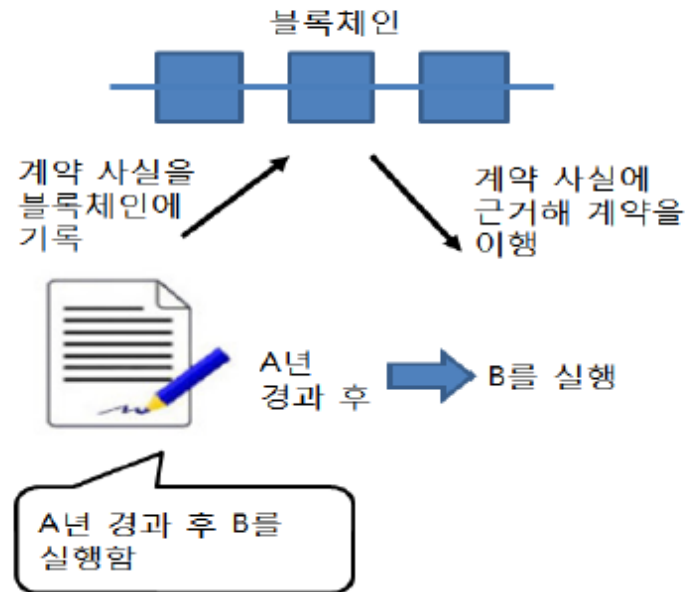 블록체인
계약 사실을
블록체인에
기록
계약 사실에
근거해 계약을
이행
A년
경과 후
B를 실행
A년 경과 후 B를
실행함